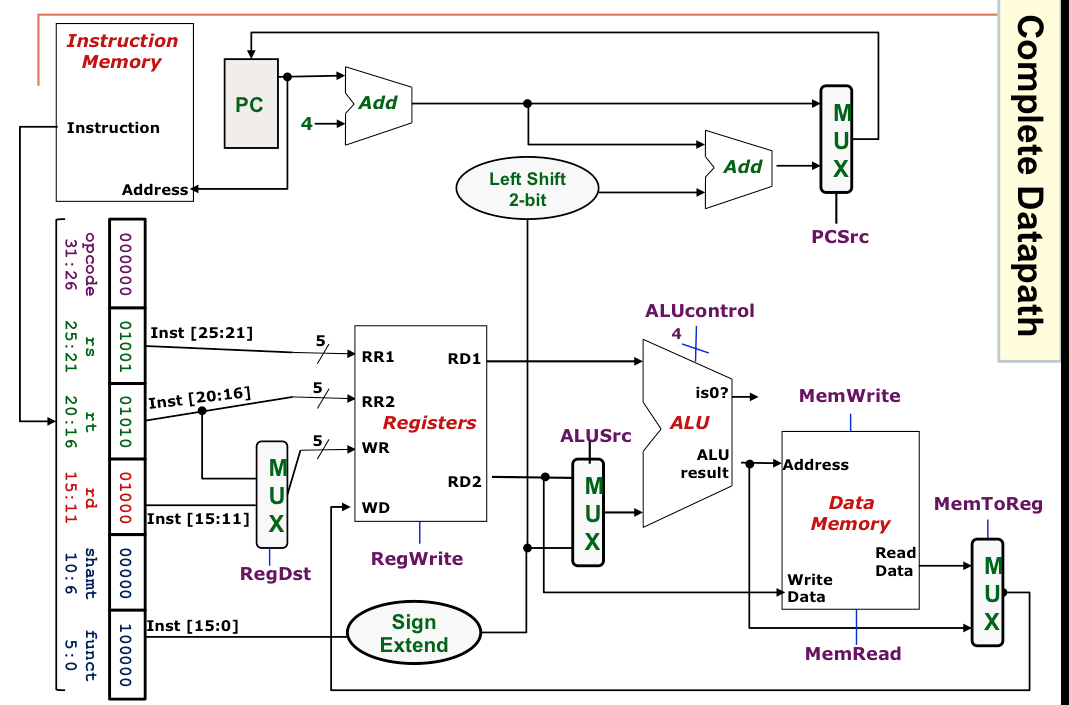 Complete Datapath
Instruction
Memory
Instruction
Address
PC
4
Add
Left Shift
2-bit
Add
M
U
X
PCSrc
opcode
31:26
000000
rs
25:21
01001
rt
20:16
01010
rd
15:11
01000
shamt
10:6
00000
funct
5:0
100000
Inst [25:21]
Inst [20:16]
Inst [15:11]
Inst [15:0]
5
5
5
M
U
X
RegDst
RR1
RR2
WR
WD
RD1
RD2
Registers
RegWrite
Sign
Extend
ALUSrc
M
U
X
ALUcontrol
4
is0?
ALU
ALU
result
MemWrite
Address
Data
Memory
Read
Data
Write
Data
MemRead
MemToReg
M
U
X